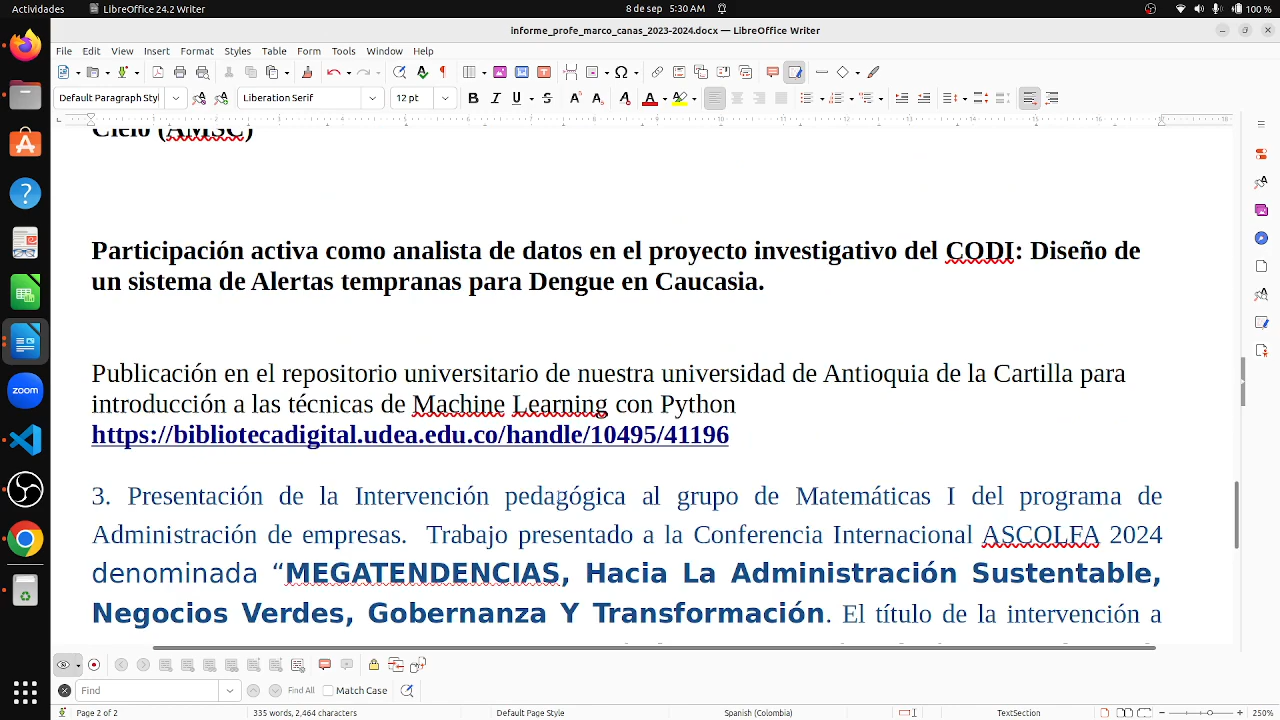 Actividades
LibreOffice 24.2 Writer
8 de sep 5:30 AM
100 %
informe_profe_marco_canas_2023-2024.docx — LibreOffice Writer
File Edit View Insert Format Styles Table Form Tools Window Help
Default Paragraph Styl
Liberation Serif
12 pt
Cielo (AMSC)
Participación activa como analista de datos en el proyecto investigativo del CODI: Diseño de
un sistema de Alertas tempranas para Dengue en Caucasia.
Publicación en el repositorio universitario de nuestra universidad de Antioquia de la Cartilla para
introducción a las técnicas de Machine Learning con Python
https://bibliotecadigital.udea.edu.co/handle/10495/41196
3. Presentación de la Intervención pedagógica al grupo de Matemáticas I del programa de
Administración de empresas. Trabajo presentado a la Conferencia Internacional ASCOLFA 2024
denominada “MEGATENDENCIAS, Hacia La Administración Sustentable,
Negocios Verdes, Gobernanza Y Transformación. El título de la intervención a
zoom
Find
Find All
Match Case
Page 2 of 2
335 words, 2,464 characters
Default Page Style
Spanish (Colombia)
TextSection
250%